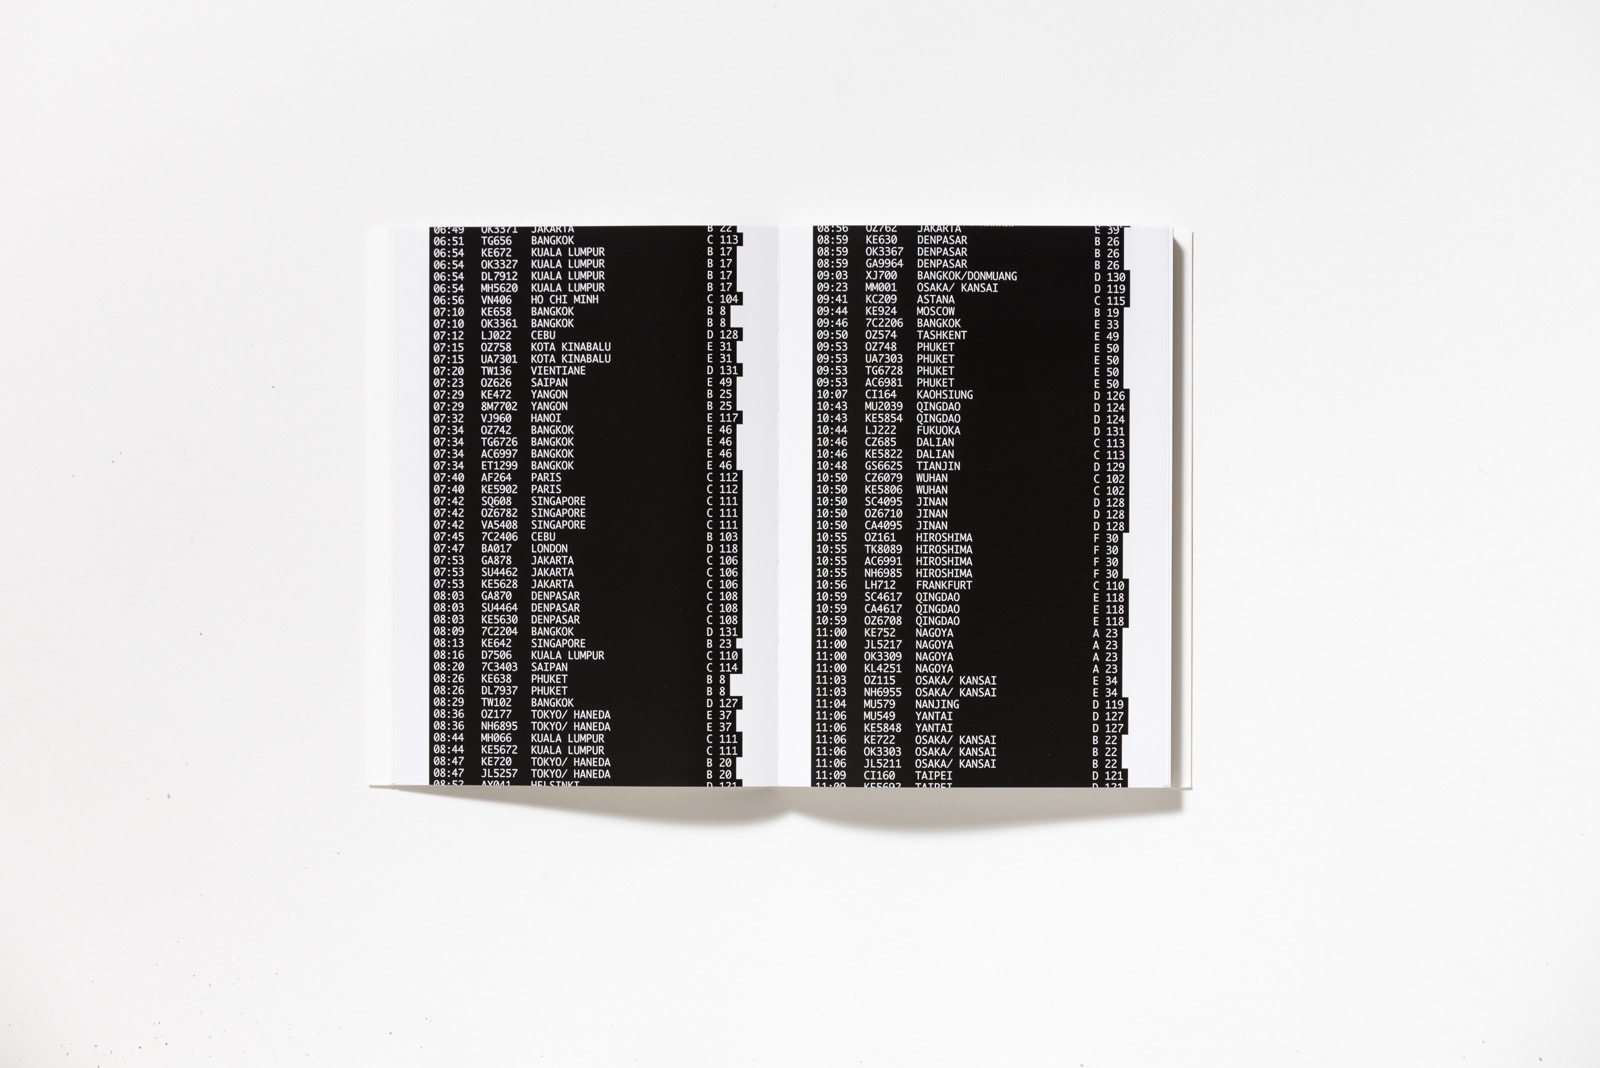 06:49 OK3371 JAKARTA B 22
06:51 TG656 BANGKOK C 113
06:54 KE672 KUALA LUMPUR B 17
06:54 OK3327 KUALA LUMPUR B 17
06:54 DL7912 KUALA LUMPUR B 17
06:54 MH5620 KUALA LUMPUR B 17
06:56 VN406 HO CHI MINH C 104
07:10 KE658 BANGKOK B 8
07:10 OK3361 BANGKOK B 8
07:12 LJ022 CEBU D 128
07:15 OZ758 KOTA KINABALU E 31
07:15 UA7301 KOTA KINABALU E 31
07:20 TW136 VIENTIANE D 131
07:23 OZ626 SAIPAN E 49
07:29 KE472 YANGON B 25
07:29 8M7702 YANGON B 25
07:32 VJ960 HANOI E 117
07:34 OZ742 BANGKOK E 46
07:34 TG6726 BANGKOK E 46
07:34 AC6997 BANGKOK E 46
07:34 ET1299 BANGKOK E 46
07:40 AF264 PARIS C 112
07:40 KE5902 PARIS C 112
07:42 SQ608 SINGAPORE C 111
07:42 OZ6782 SINGAPORE C 111
07:42 VA5408 SINGAPORE C 111
07:45 7C2406 CEBU B 103
07:47 BA017 LONDON D 118
07:53 GA878 JAKARTA C 106
07:53 SU4462 JAKARTA C 106
07:53 KE5628 JAKARTA C 106
08:03 GA870 DENPASAR C 108
08:03 SU4464 DENPASAR C 108
08:03 KE5630 DENPASAR C 108
08:09 7C2204 BANGKOK D 131
08:13 KE642 SINGAPORE B 23
08:16 D7506 KUALA LUMPUR C 110
08:20 7C3403 SAIPAN C 114
08:26 KE638 PHUKET B 8
08:26 DL7937 PHUKET B 8
08:29 TW102 BANGKOK D 127
08:36 OZ177 TOKYO/ HANEDA E 37
08:36 NH6895 TOKYO/ HANEDA E 37
08:44 MH066 KUALA LUMPUR C 111
08:44 KE5672 KUALA LUMPUR C 111
08:47 KE720 TOKYO/ HANEDA B 20
08:47 JL5257 TOKYO/ HANEDA B 20
AY041 HELSINKI D 121
08:56 OZ762 JAKARTA E 39
08:59 KE630 DENPASAR B 26
08:59 OK3367 DENPASAR B 26
08:59 GA9964 DENPASAR B 26
09:03 XJ700 BANGKOK/DONMUANG D 130
09:23 MM001 OSAKA/ KANSAI D 119
09:41 KC209 ASTANA C 115
09:44 KE924 MOSCOW B 19
09:46 7C2206 BANGKOK E 33
09:50 OZ574 TASHKENT E 49
09:53 OZ748 PHUKET E 50
09:53 UA7303 PHUKET E 50
09:53 TG6728 PHUKET E 50
09:53 AC6981 PHUKET E 50
10:07 CI164 KAOHSIUNG D 126
10:43 MU2039 QINGDAO D 124
10:43 KE5854 QINGDAO D 124
10:44 LJ222 FUKUOKA D 131
10:46 CZ685 DALIAN C 113
10:46 KE5822 DALIAN C 113
10:48 GS6625 TIANJIN D 129
10:50 CZ6079 WUHAN C 102
10:50 KE5806 WUHAN C 102
10:50 SC4095 JINAN D 128
10:50 OZ6710 JINAN D 128
10:50 CA4095 JINAN D 128
10:55 OZ161 HIROSHIMA F 30
10:55 TK8089 HIROSHIMA F 30
10:55 AC6991 HIROSHIMA F 30
10:55 NH6985 HIROSHIMA F 30
10:56 LH712 FRANKFURT C 110
10:59 SC4617 QINGDAO E 118
10:59 CA4617 QINGDAO E 118
10:59 OZ6708 QINGDAO E 118
11:00 KE752 NAGOYA A 23
11:00 JL5217 NAGOYA A 23
11:00 OK3309 NAGOYA A 23
11:00 KL4251 NAGOYA A 23
11:03 OZ115 OSAKA/ KANSAI E 34
11:03 NH6955 OSAKA/ KANSAI E 34
11:04 MU579 NANJING D 119
11:06 MU549 YANTAI D 127
11:06 KE5848 YANTAI D 127
11:06 KE722 OSAKA/ KANSAI B 22
11:06 OK3303 OSAKA/ KANSAI B 22
11:06 JL5211 OSAKA/ KANSAI B 22
11:09 CI160 TAIPEI D 121
11:09 KE5692 TAIPEI D 121